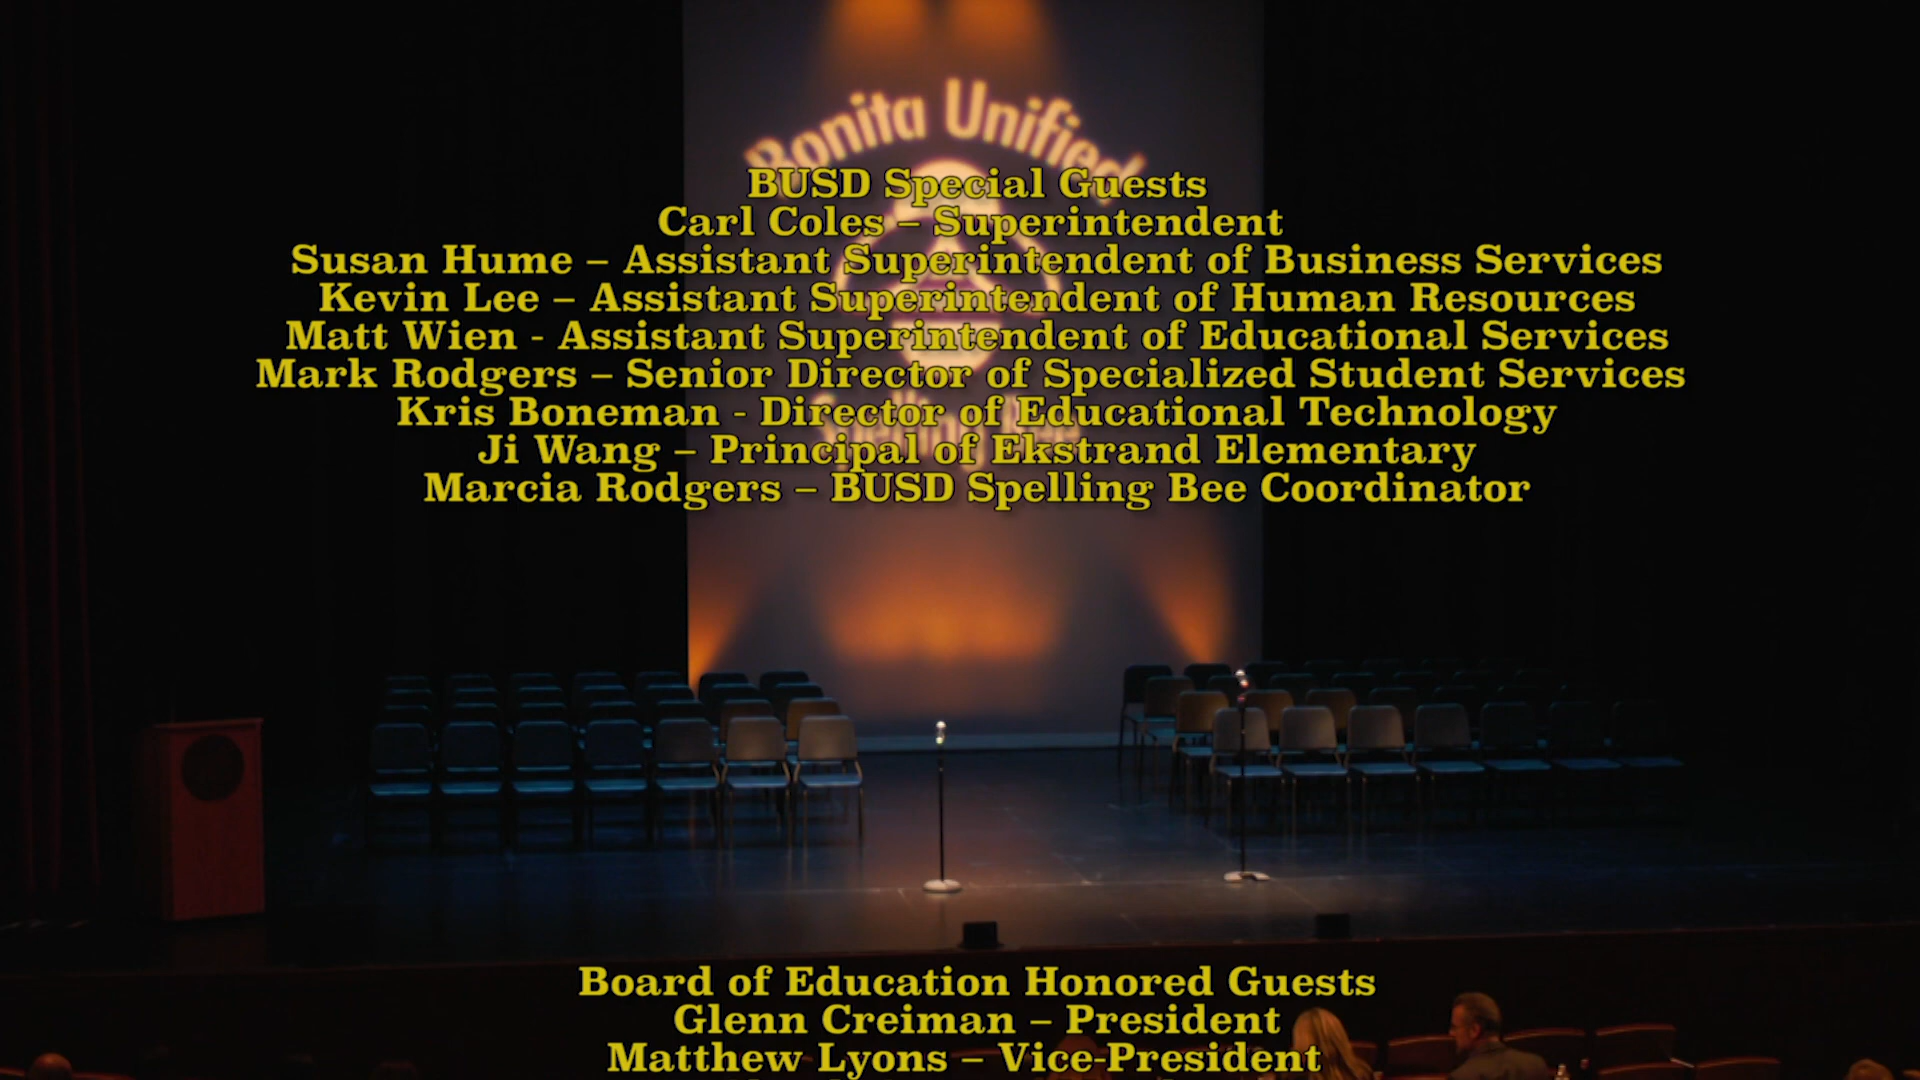 Bonita Unified
BUSD Special Guests
Carl Coles – Superintendent
Susan Hume – Assistant Superintendent of Business Services
Kevin Lee – Assistant Superintendent of Human Resources
Matt Wien - Assistant Superintendent of Educational Services
Mark Rodgers – Senior Director of Specialized Student Services
Kris Boneman - Director of Educational Technology
Ji Wang – Principal of Ekstrand Elementary
Marcia Rodgers – BUSD Spelling Bee Coordinator
Board of Education Honored Guests
Glenn Creiman – President
Matthew Lyons – Vice-President